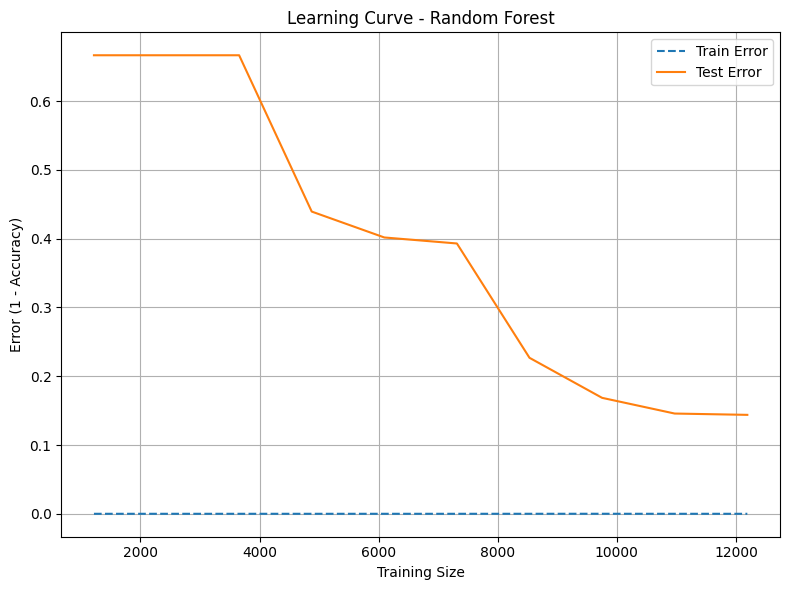 Learning Curve - Random Forest
Train Error
Test Error
Error (1 - Accuracy)
0.6
0.5
0.4
0.3
0.2
0.1
0.0
2000
4000
6000
8000
10000
12000
Training Size